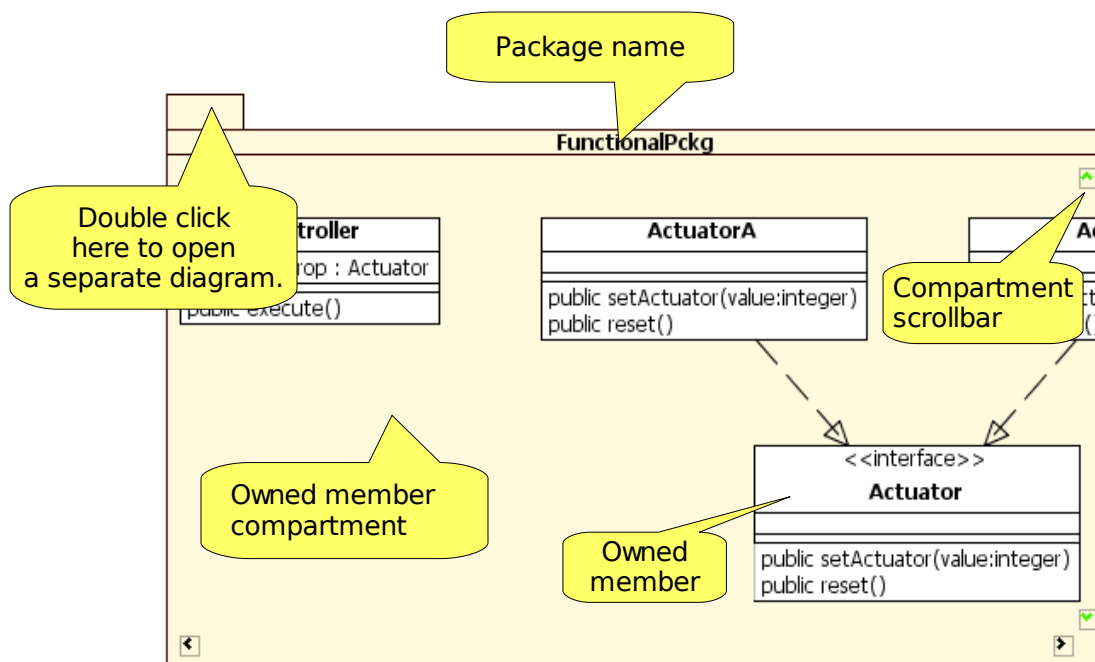 Package name
FunctionalPckg
Double click
here to open
a separate diagram.
troller
rop : Actuator
public execute()
ActuatorA
public setActuator(value:integer)
public reset()
Compartment
scrollbar
<<interface>>
Actuator
public setActuator(value:integer)
public reset()
Owned member
compartment
Owned
member